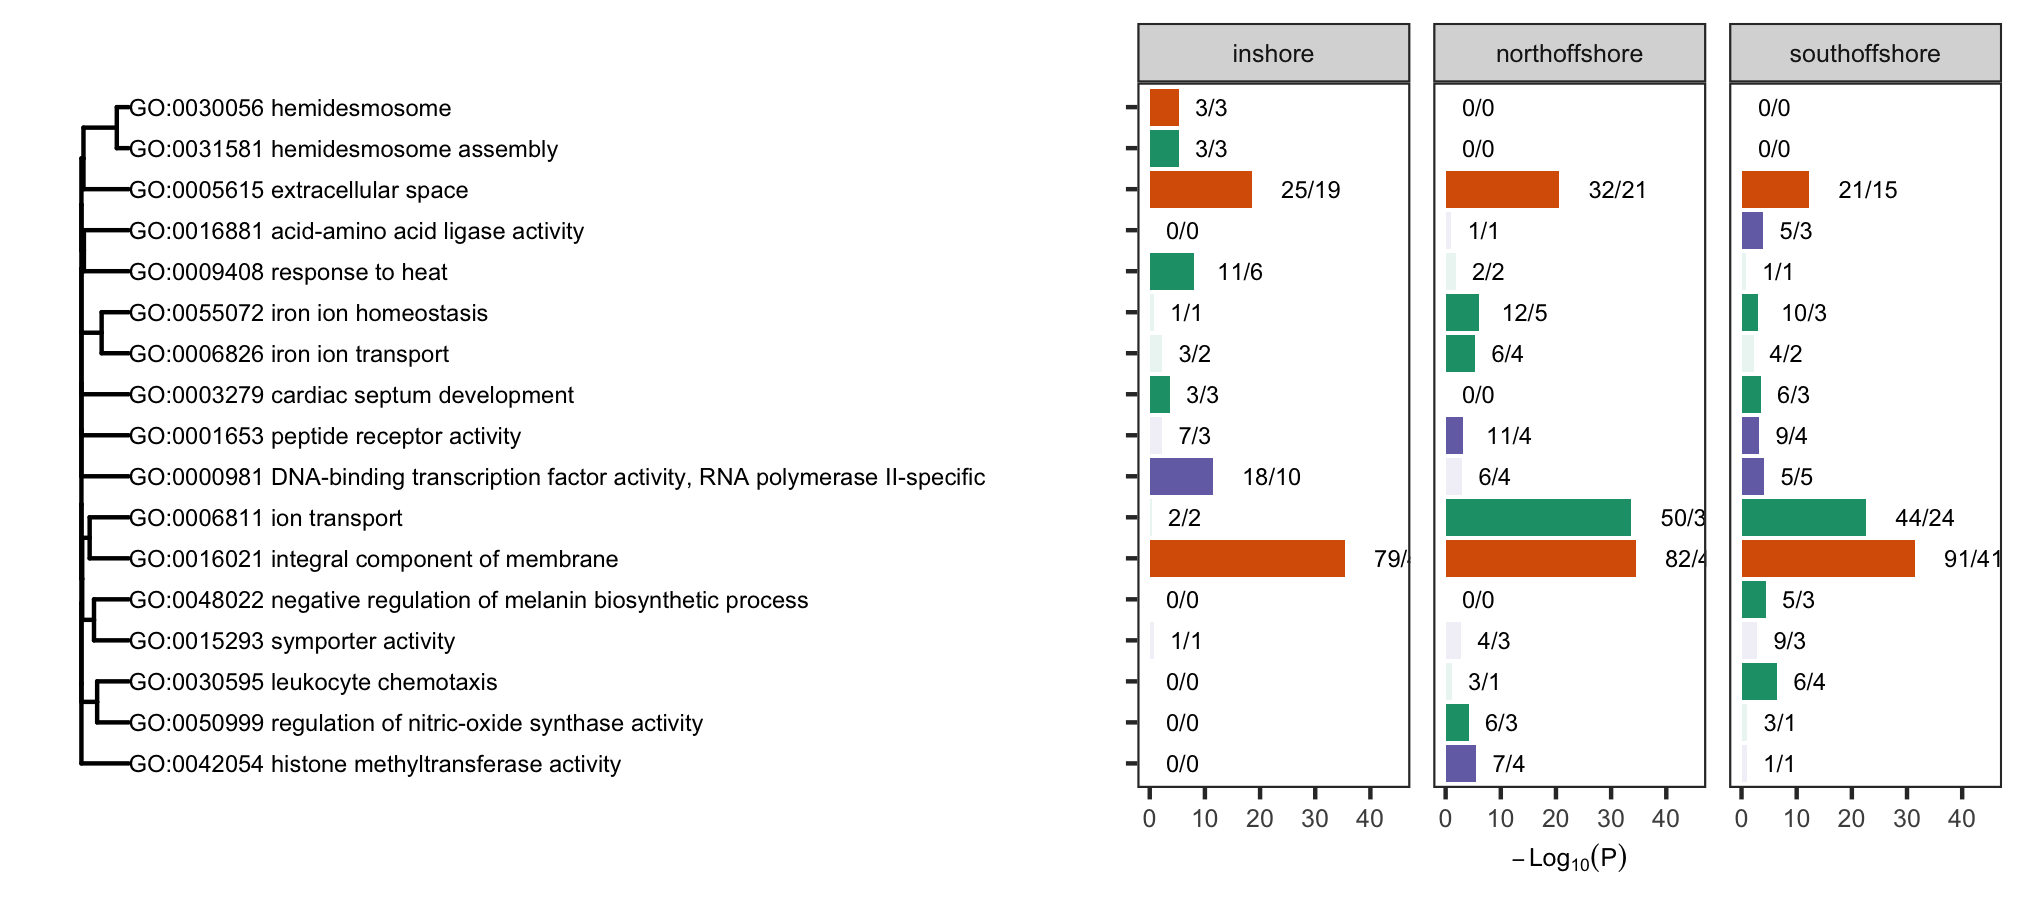 inshore northoffshore southoffshore
GO:0030056 hemidesmosome 3/3 0/0 0/0
GO:0031581 hemidesmosome assembly 3/3 0/0 0/0
GO:0005615 extracellular space 25/19 32/21 21/15
GO:0016881 acid-amino acid ligase activity 0/0 1/1 5/3
GO:0009408 response to heat 11/6 2/2 1/1
GO:0055072 iron ion homeostasis 1/1 12/5 10/3
GO:0006826 iron ion transport 3/2 6/4 4/2
GO:0003279 cardiac septum development 3/3 0/0 6/3
GO:0001653 peptide receptor activity 7/3 11/4 9/4
GO:0000981 DNA-binding transcription factor activity, RNA polymerase II-specific 18/10 6/4 5/5
GO:0006811 ion transport 2/2 50/3 44/24
GO:0016021 integral component of membrane 79/ 82/4 91/41
GO:0048022 negative regulation of melanin biosynthetic process 0/0 0/0 5/3
GO:0015293 symporter activity 1/1 4/3 9/3
GO:0030595 leukocyte chemotaxis 0/0 3/1 6/4
GO:0050999 regulation of nitric-oxide synthase activity 0/0 6/3 3/1
GO:0042054 histone methyltransferase activity 0/0 7/4 1/1
0 10 20 30 40 0 10 20 30 40 0 10 20 30 40
−Log10(P)